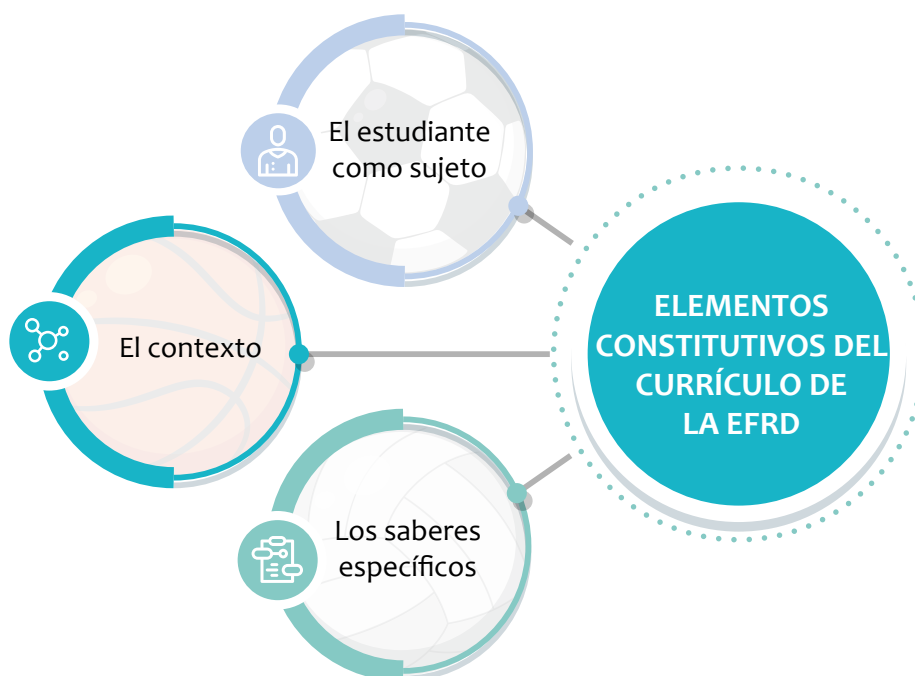 El estudiante
como sujeto
El contexto
Los saberes
específicos
ELEMENTOS
CONSTITUTIVOS DEL
CURRÍCULO DE
LA EFRD